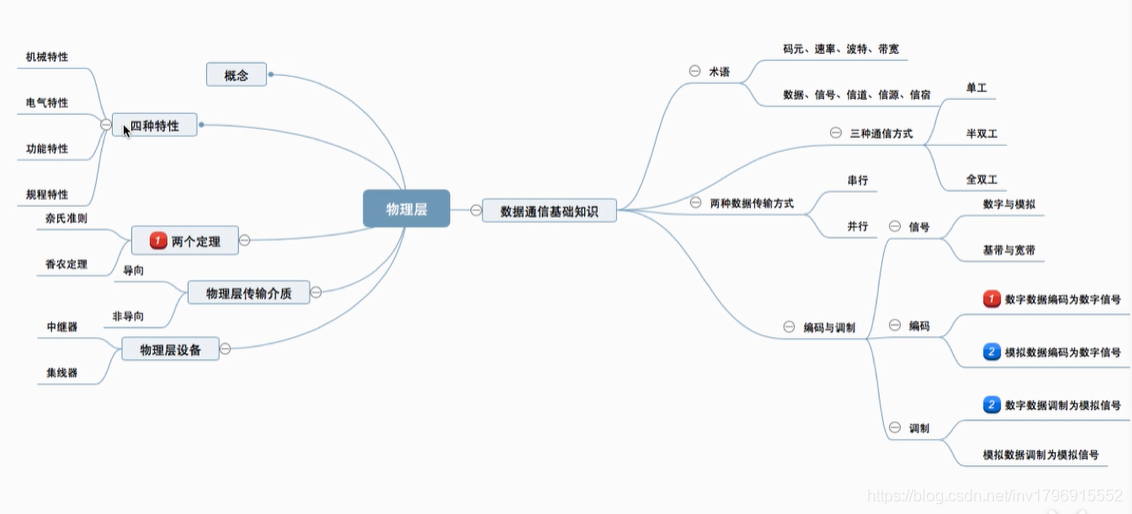 物理层
概念
四种特性
机械特性
电气特性
功能特性
规程特性
1 两个定理
奈氏准则
香农定理
物理层传输介质
导向
非导向
物理层设备
中继器
集线器
数据通信基础知识
术语
码元、速率、波特、带宽
数据、信号、信道、信源、信宿
三种通信方式
单工
半双工
全双工
两种数据传输方式
串行
并行
编码与调制
信号
数字与模拟
基带与宽带
编码
1 数字数据编码为数字信号
2 模拟数据编码为数字信号
调制
2 数字数据调制为模拟信号
模拟数据调制为模拟信号
https://blog.csdn.net/inv1796915552